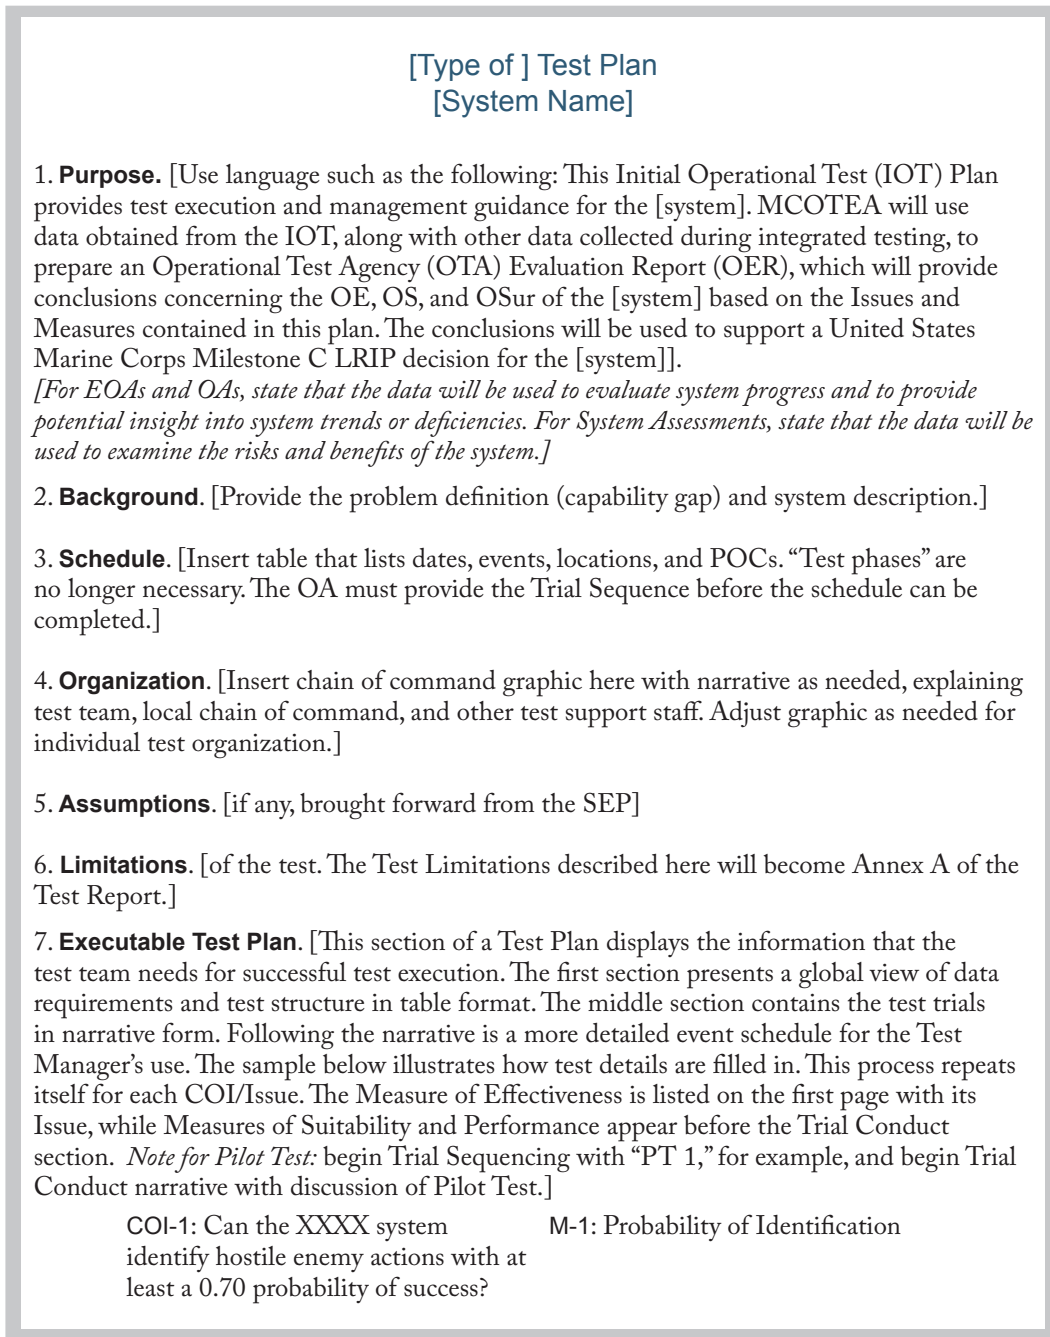 [Type of ] Test Plan
[System Name]
1. Purpose. [Use language such as the following: This Initial Operational Test (IOT) Plan
provides test execution and management guidance for the [system]. MCOTEA will use
data obtained from the IOT, along with other data collected during integrated testing, to
prepare an Operational Test Agency (OTA) Evaluation Report (OER), which will provide
conclusions concerning the OE, OS, and OSur of the [system] based on the Issues and
Measures contained in this plan. The conclusions will be used to support a United States
Marine Corps Milestone C LRIP decision for the [system]].
[For EOAs and OAs, state that the data will be used to evaluate system progress and to provide
potential insight into system trends or deficiencies. For System Assessments, state that the data will be
used to examine the risks and benefits of the system.]
2. Background. [Provide the problem definition (capability gap) and system description.]
3. Schedule. [Insert table that lists dates, events, locations, and POCs. “Test phases” are
no longer necessary. The OA must provide the Trial Sequence before the schedule can be
completed.]
4. Organization. [Insert chain of command graphic here with narrative as needed, explaining
test team, local chain of command, and other test support staff. Adjust graphic as needed for
individual test organization.]
5. Assumptions. [if any, brought forward from the SEP]
6. Limitations. [of the test. The Test Limitations described here will become Annex A of the
Test Report.]
7. Executable Test Plan. [This section of a Test Plan displays the information that the
test team needs for successful test execution. The first section presents a global view of data
requirements and test structure in table format. The middle section contains the test trials
in narrative form. Following the narrative is a more detailed event schedule for the Test
Manager’s use. The sample below illustrates how test details are filled in. This process repeats
itself for each COI/Issue. The Measure of Effectiveness is listed on the first page with its
Issue, while Measures of Suitability and Performance appear before the Trial Conduct
section. Note for Pilot Test: begin Trial Sequencing with “PT 1,” for example, and begin Trial
Conduct narrative with discussion of Pilot Test.]
COI-1: Can the XXXX system
identify hostile enemy actions with at
least a 0.70 probability of success?
M-1: Probability of Identification